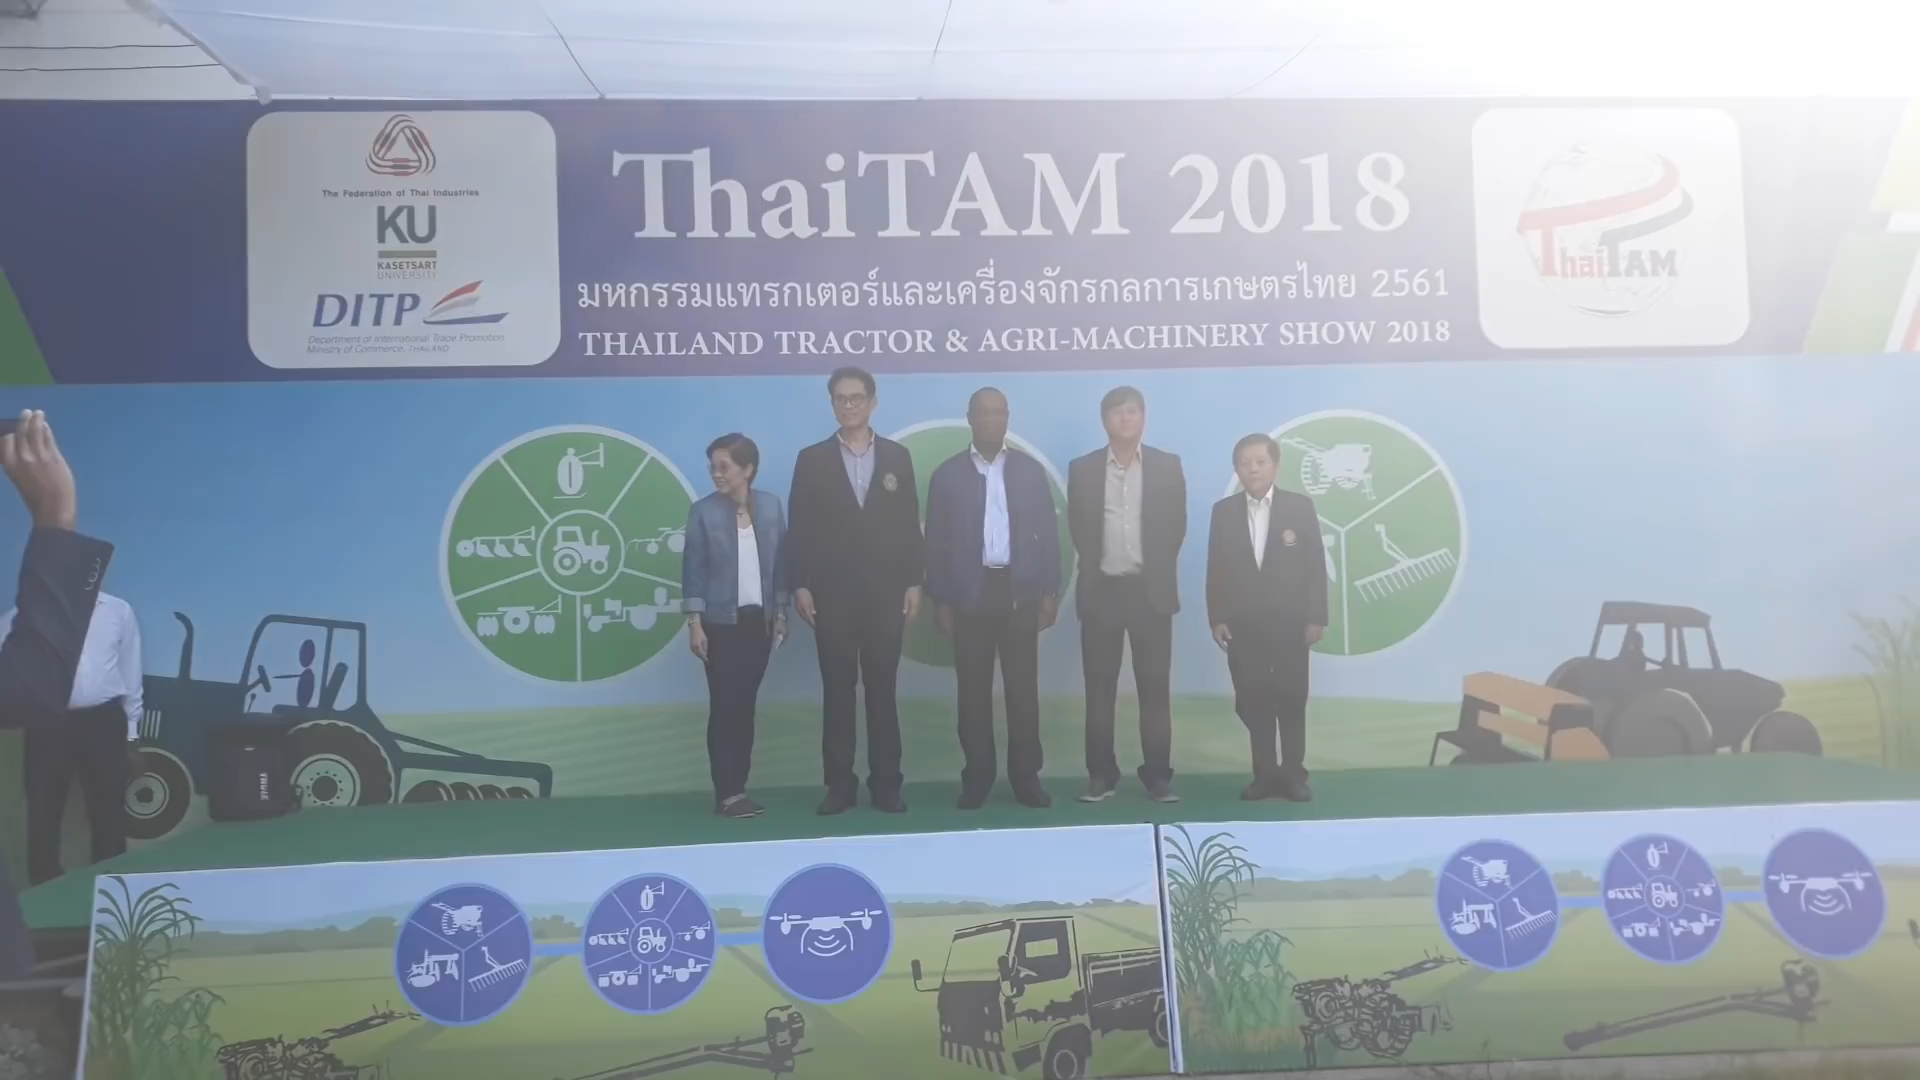 The Federation of Thai Industries
KU
KASETSART
UNIVERSITY
DITP
Department of International Trade Promotion
Ministry of Commerce, THAILAND
ThaiTAM 2018
มหกรรมแทรกเตอร์และเครื่องจักรกลการเกษตรไทย 2561
THAILAND TRACTOR & AGRI-MACHINERY SHOW 2018
ThaiTAM
THULE